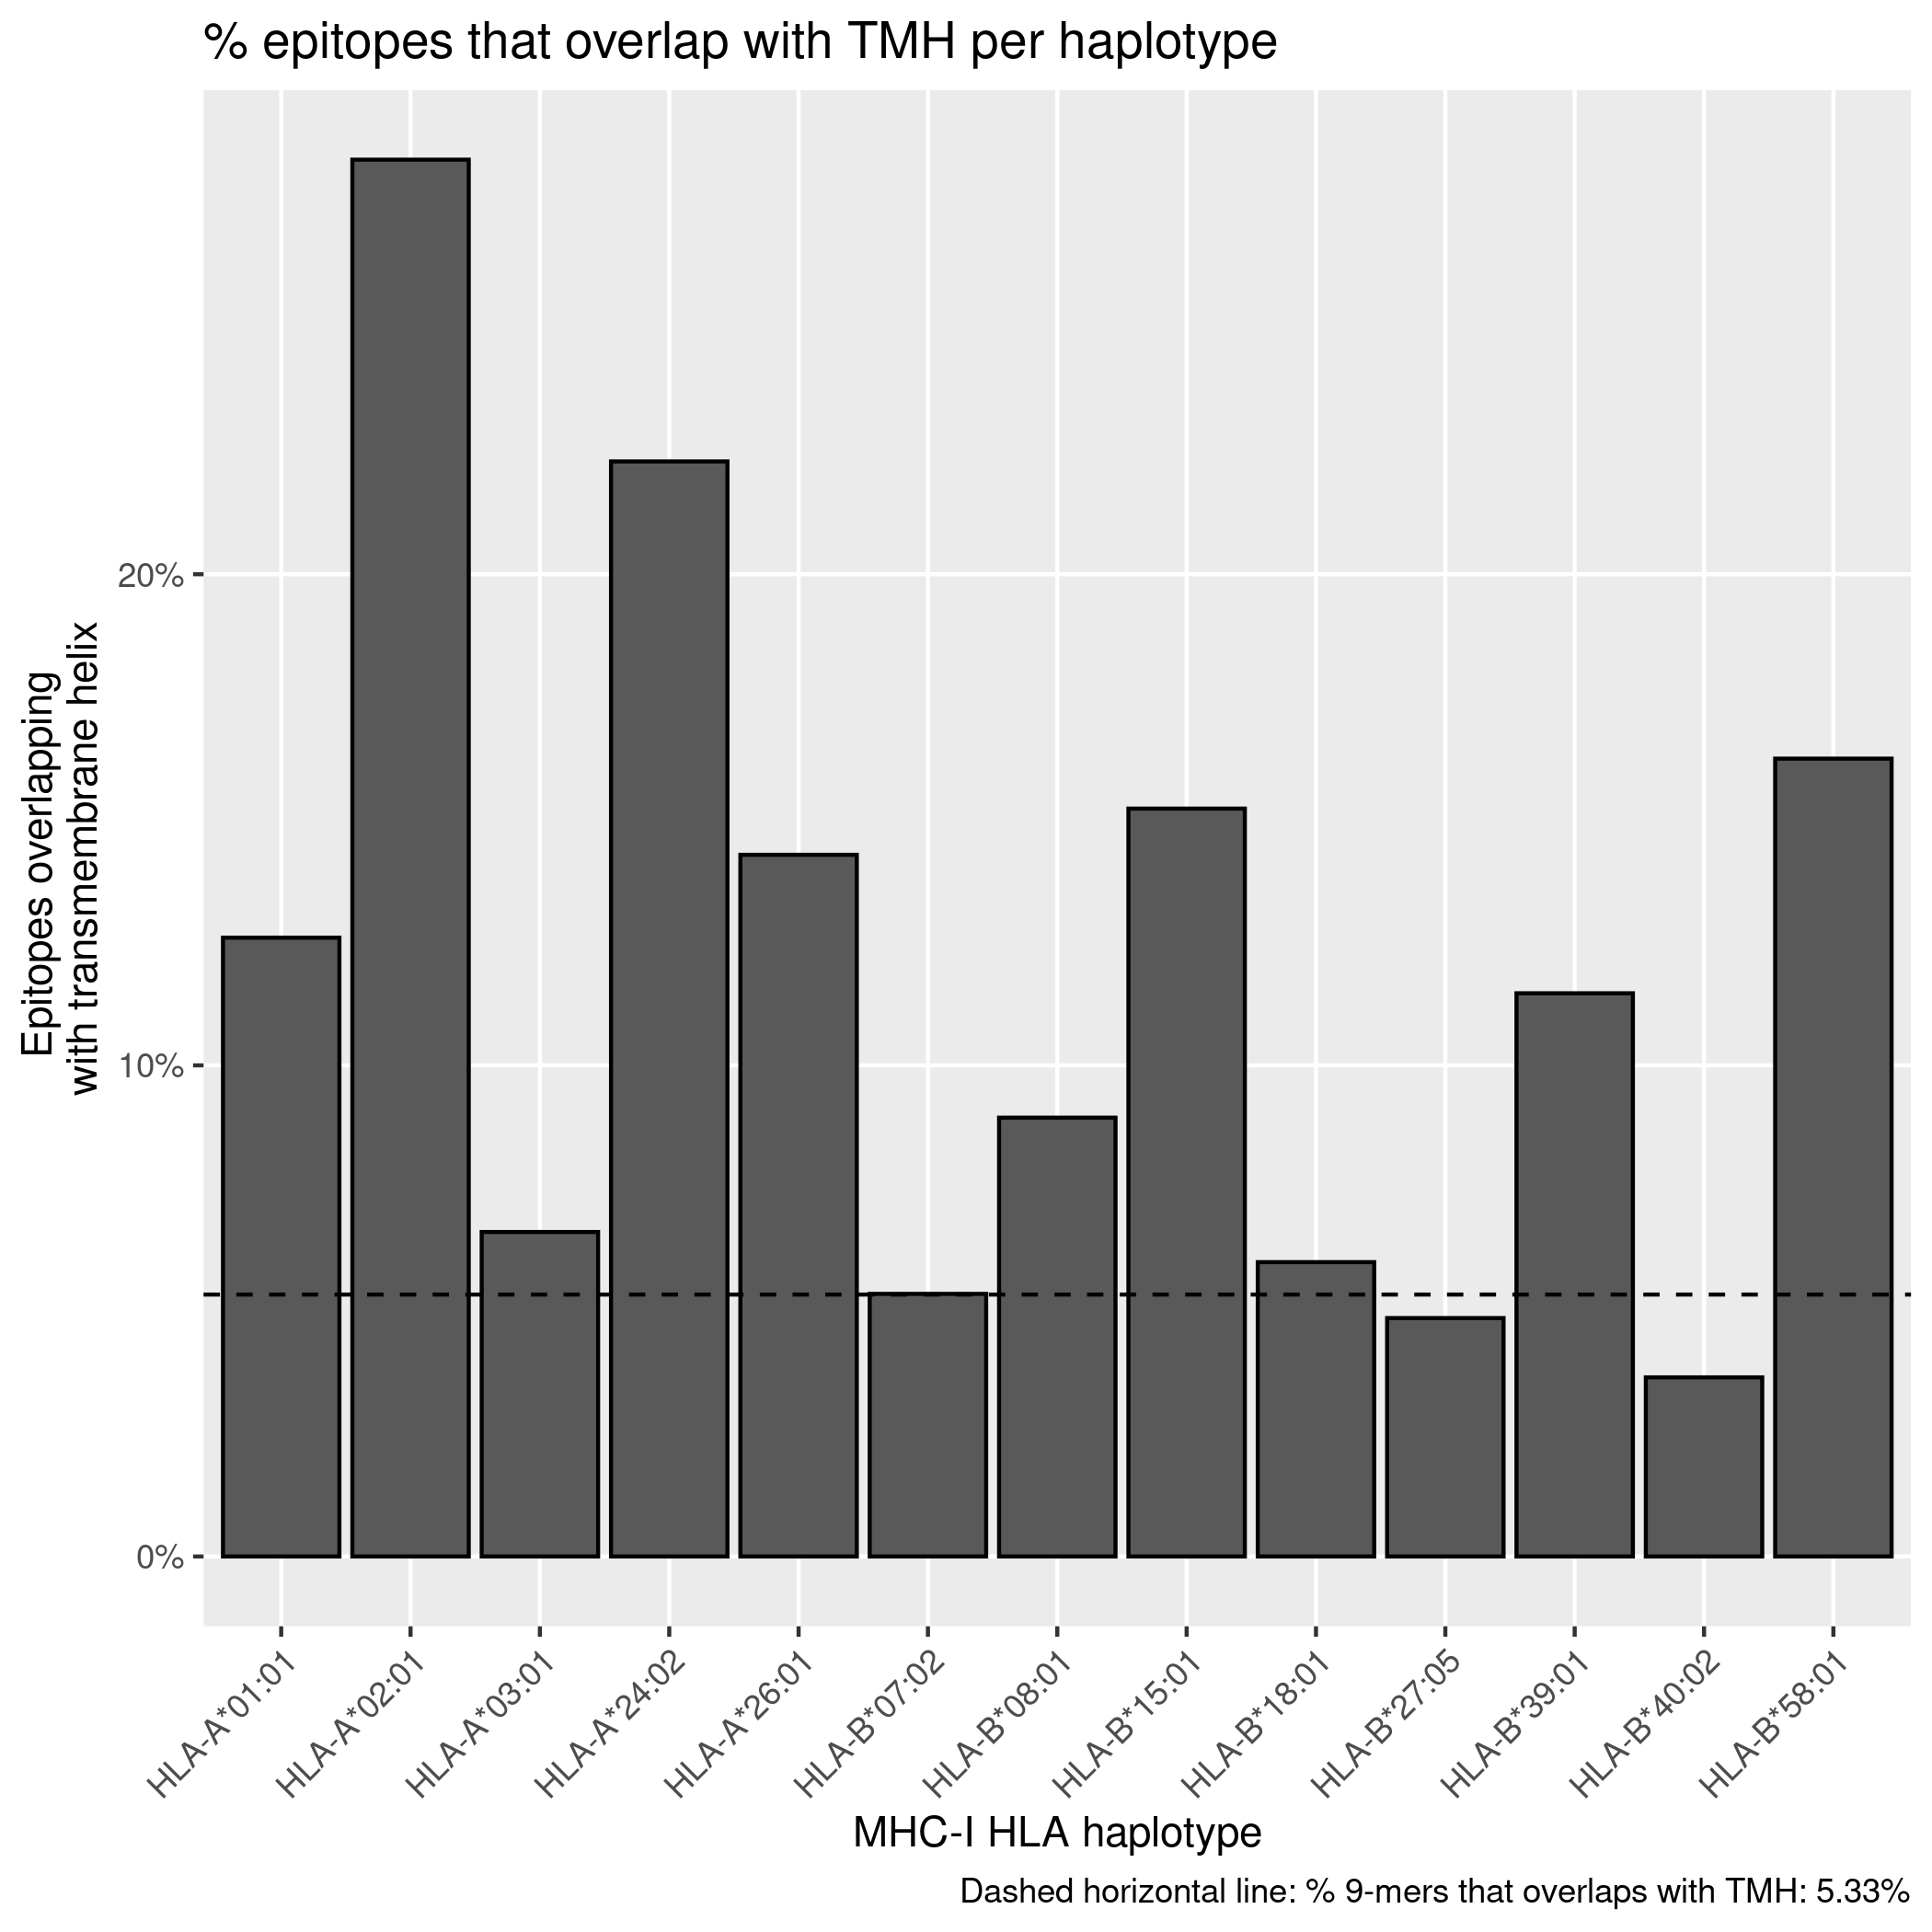 % epitopes that overlap with TMH per haplotype
Epitopes overlapping
with transmembrane helix
20%
10%
0%
HLA-A*01:01
HLA-A*02:01
HLA-A*03:01
HLA-A*24:02
HLA-A*26:01
HLA-B*07:02
HLA-B*08:01
HLA-B*15:01
HLA-B*18:01
HLA-B*27:05
HLA-B*39:01
HLA-B*40:02
HLA-B*58:01
MHC-I HLA haplotype
Dashed horizontal line: % 9-mers that overlaps with TMH: 5.33%